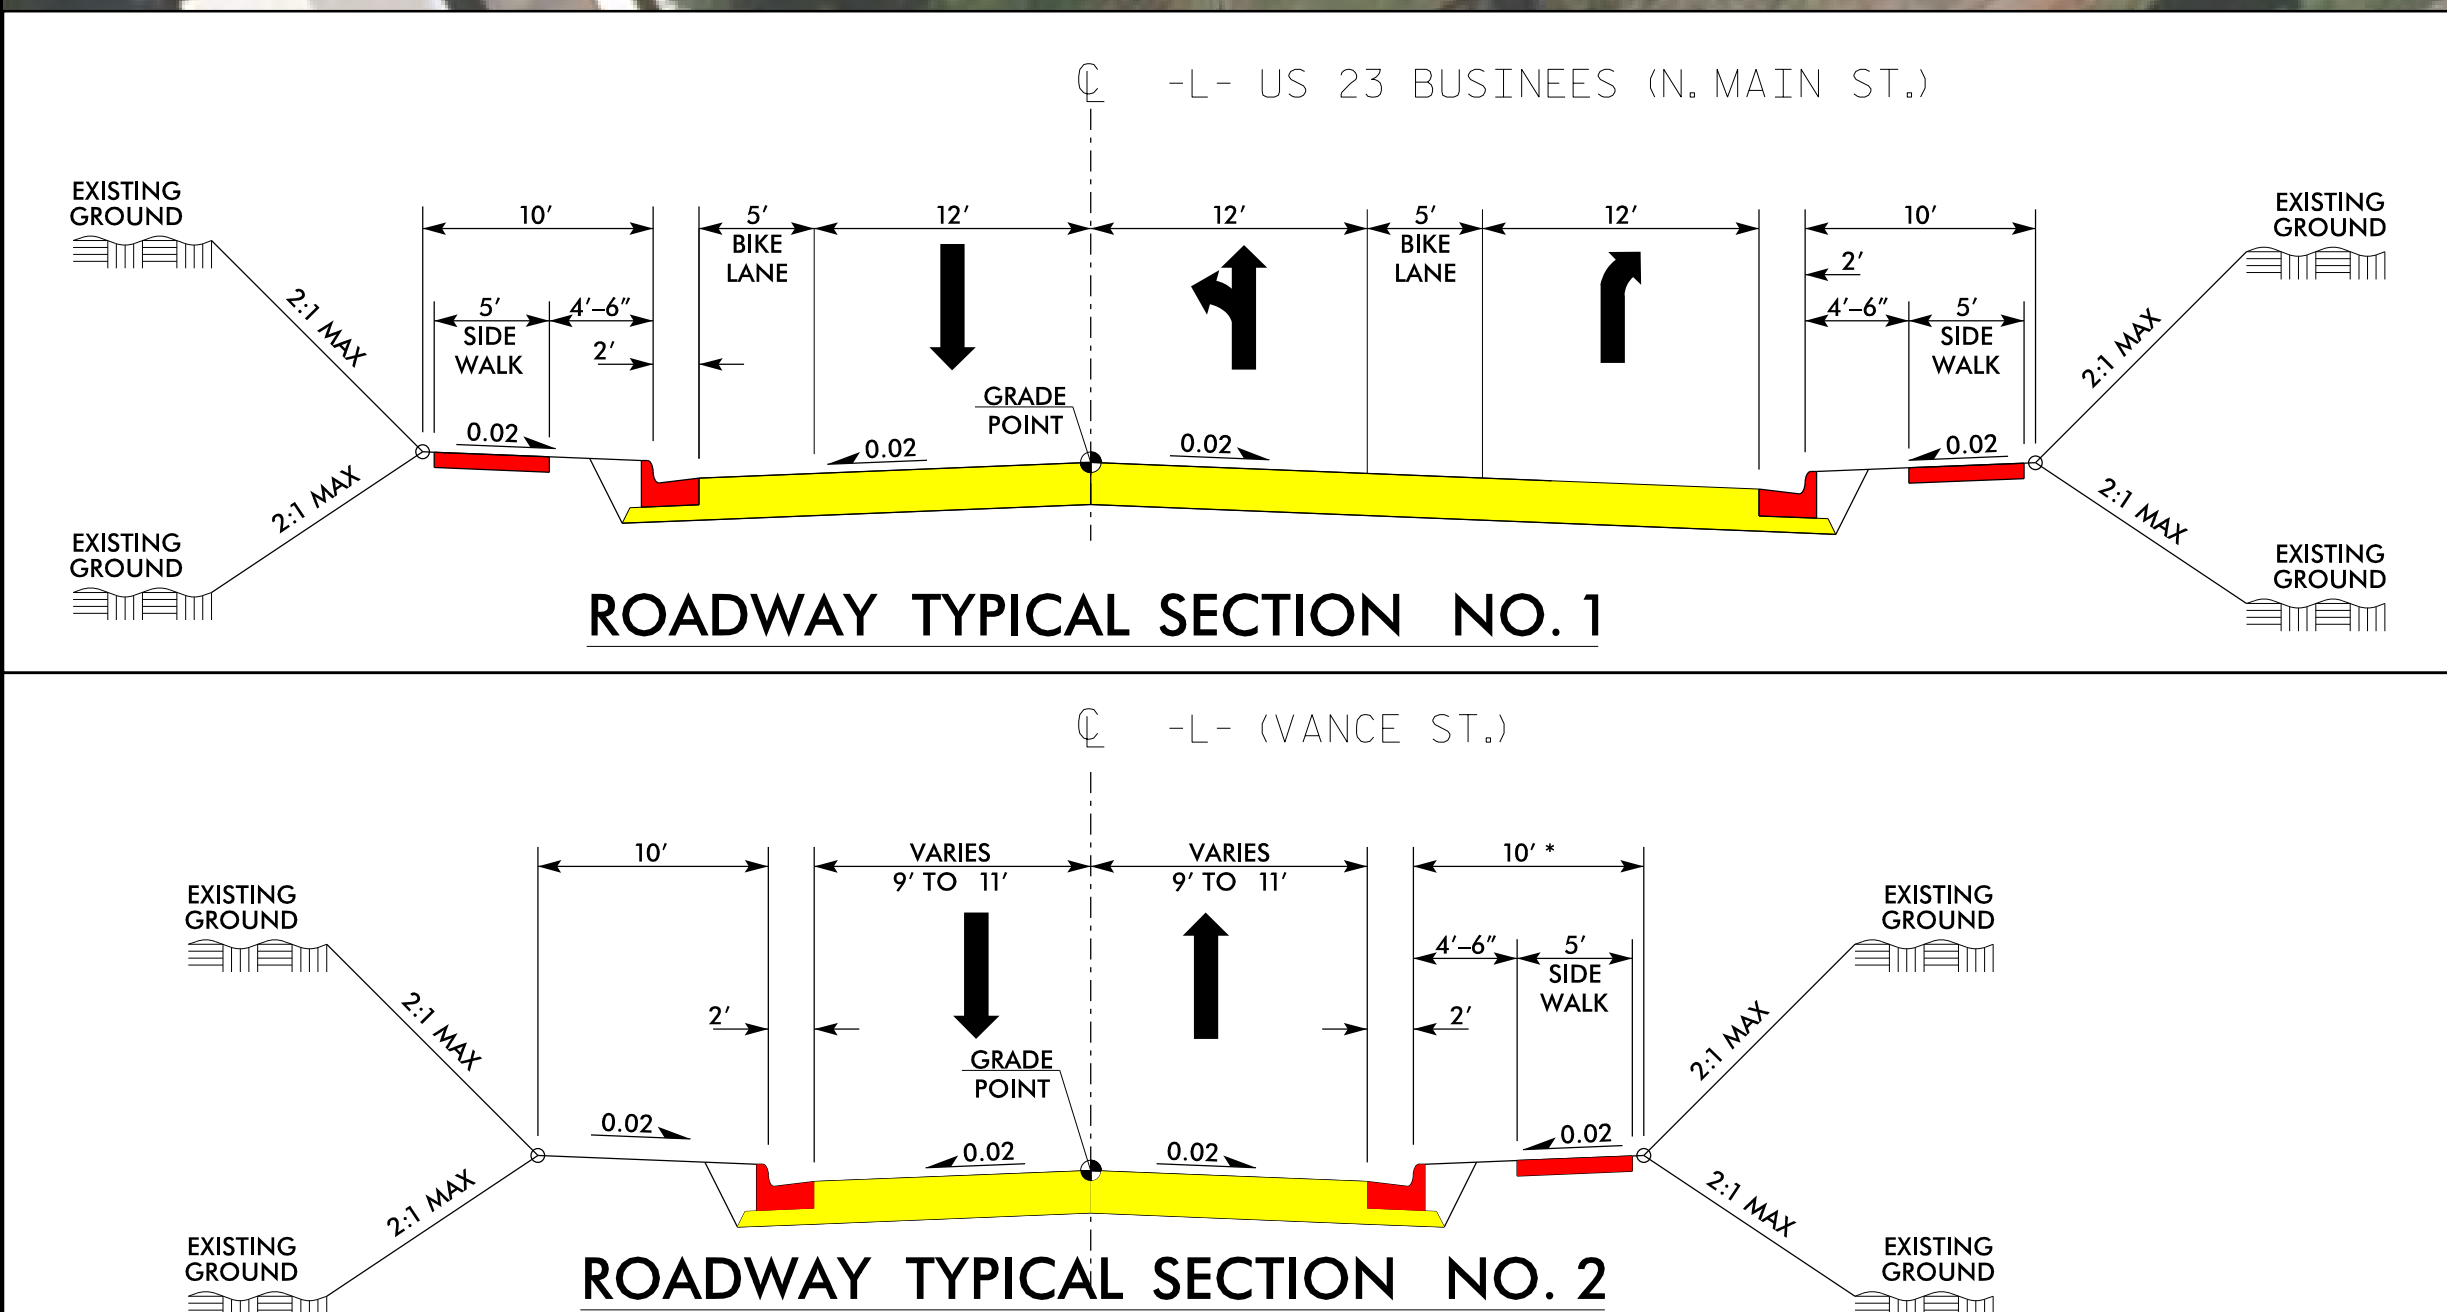 ℄ -L- US 23 BUSINEES (N. MAIN ST.)
EXISTING
GROUND
10'
5'
BIKE
LANE
12'
12'
5'
BIKE
LANE
12'
10'
EXISTING
GROUND
2'
2:1 MAX
5'
SIDE
WALK
4'–6"
2'
4'–6"
5'
SIDE
WALK
2:1 MAX
GRADE
POINT
0.02
0.02
0.02
0.02
2:1 MAX
2:1 MAX
EXISTING
GROUND
EXISTING
GROUND
ROADWAY TYPICAL SECTION NO. 1
℄ -L- (VANCE ST.)
10'
VARIES
9' TO 11'
VARIES
9' TO 11'
10' *
EXISTING
GROUND
EXISTING
GROUND
4'–6"
5'
SIDE
WALK
2:1 MAX
2'
2'
2:1 MAX
GRADE
POINT
0.02
0.02
0.02
0.02
2:1 MAX
2:1 MAX
EXISTING
GROUND
EXISTING
GROUND
ROADWAY TYPICAL SECTION NO. 2